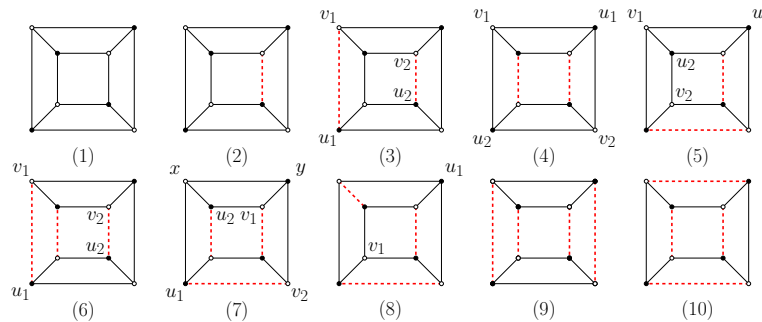 v₁ v₁ u₁ v₁ u
v₂ u₂
u₂ v₂
u₁ u₂ v₂
(1) (2) (3) (4) (5)
v₁ x y u₁
v₂ u₂ v₁
u₂ v₁
u₁ u₁ v₂
(6) (7) (8) (9) (10)